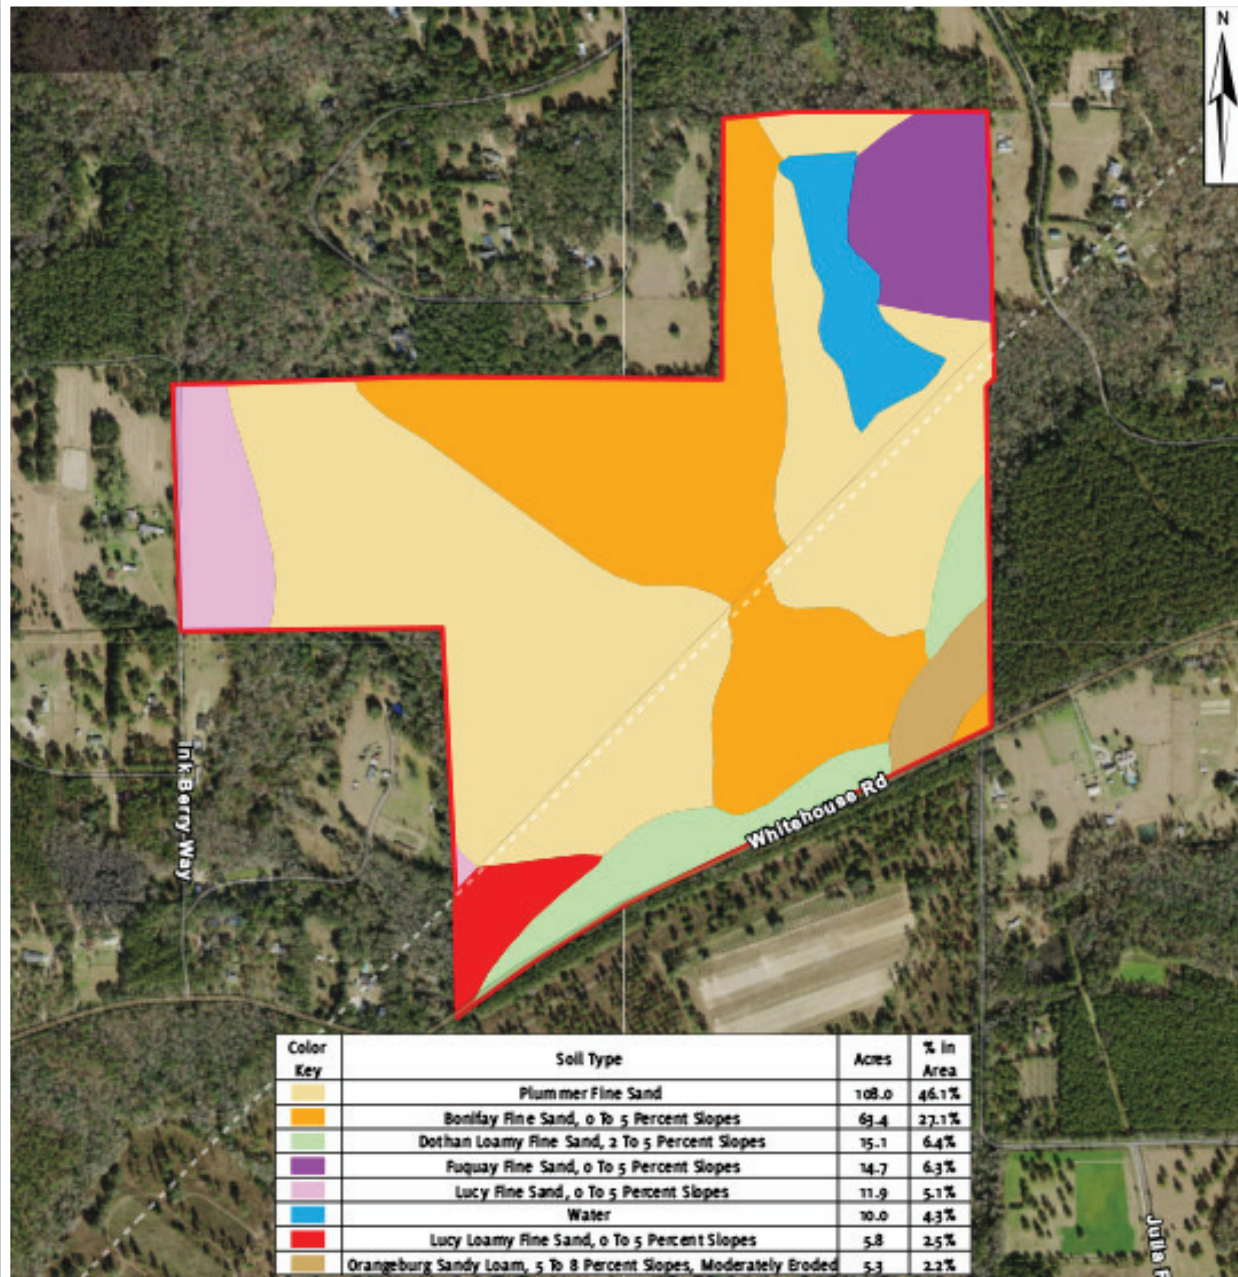 N
Ink Berry Way
Whitehouse Rd
Julia
Color Key
Soil Type
Acres
% in Area
Plummer Fine Sand 108.0 46.1%
Bonifay Fine Sand, 0 To 5 Percent Slopes 63.4 27.1%
Dothan Loamy Fine Sand, 2 To 5 Percent Slopes 15.1 6.4%
Fuquay Fine Sand, 0 To 5 Percent Slopes 14.7 6.3%
Lucy Fine Sand, 0 To 5 Percent Slopes 11.9 5.1%
Water 10.0 4.3%
Lucy Loamy Fine Sand, 0 To 5 Percent Slopes 5.8 2.5%
Orangeburg Sandy Loam, 5 To 8 Percent Slopes, Moderately Eroded 5.3 2.2%